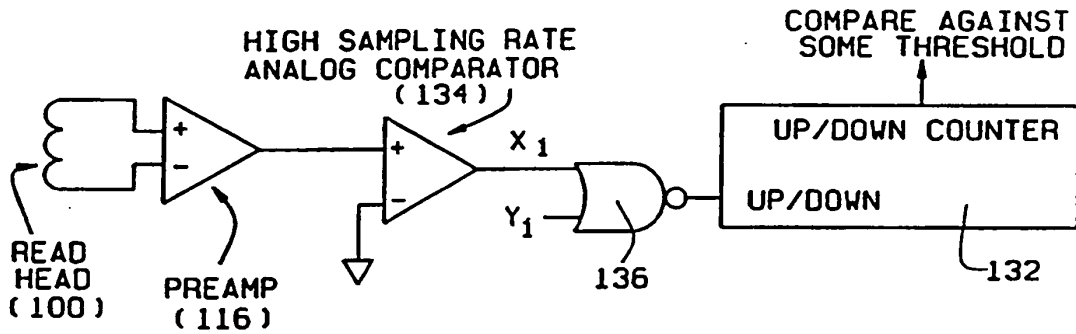 HIGH SAMPLING RATE
ANALOG COMPARATOR
(134)
COMPARE AGAINST
SOME THRESHOLD
+
-
+
-
X1
Y1
UP/DOWN COUNTER
UP/DOWN
READ
HEAD
(100)
PREAMP
(116)
136
132